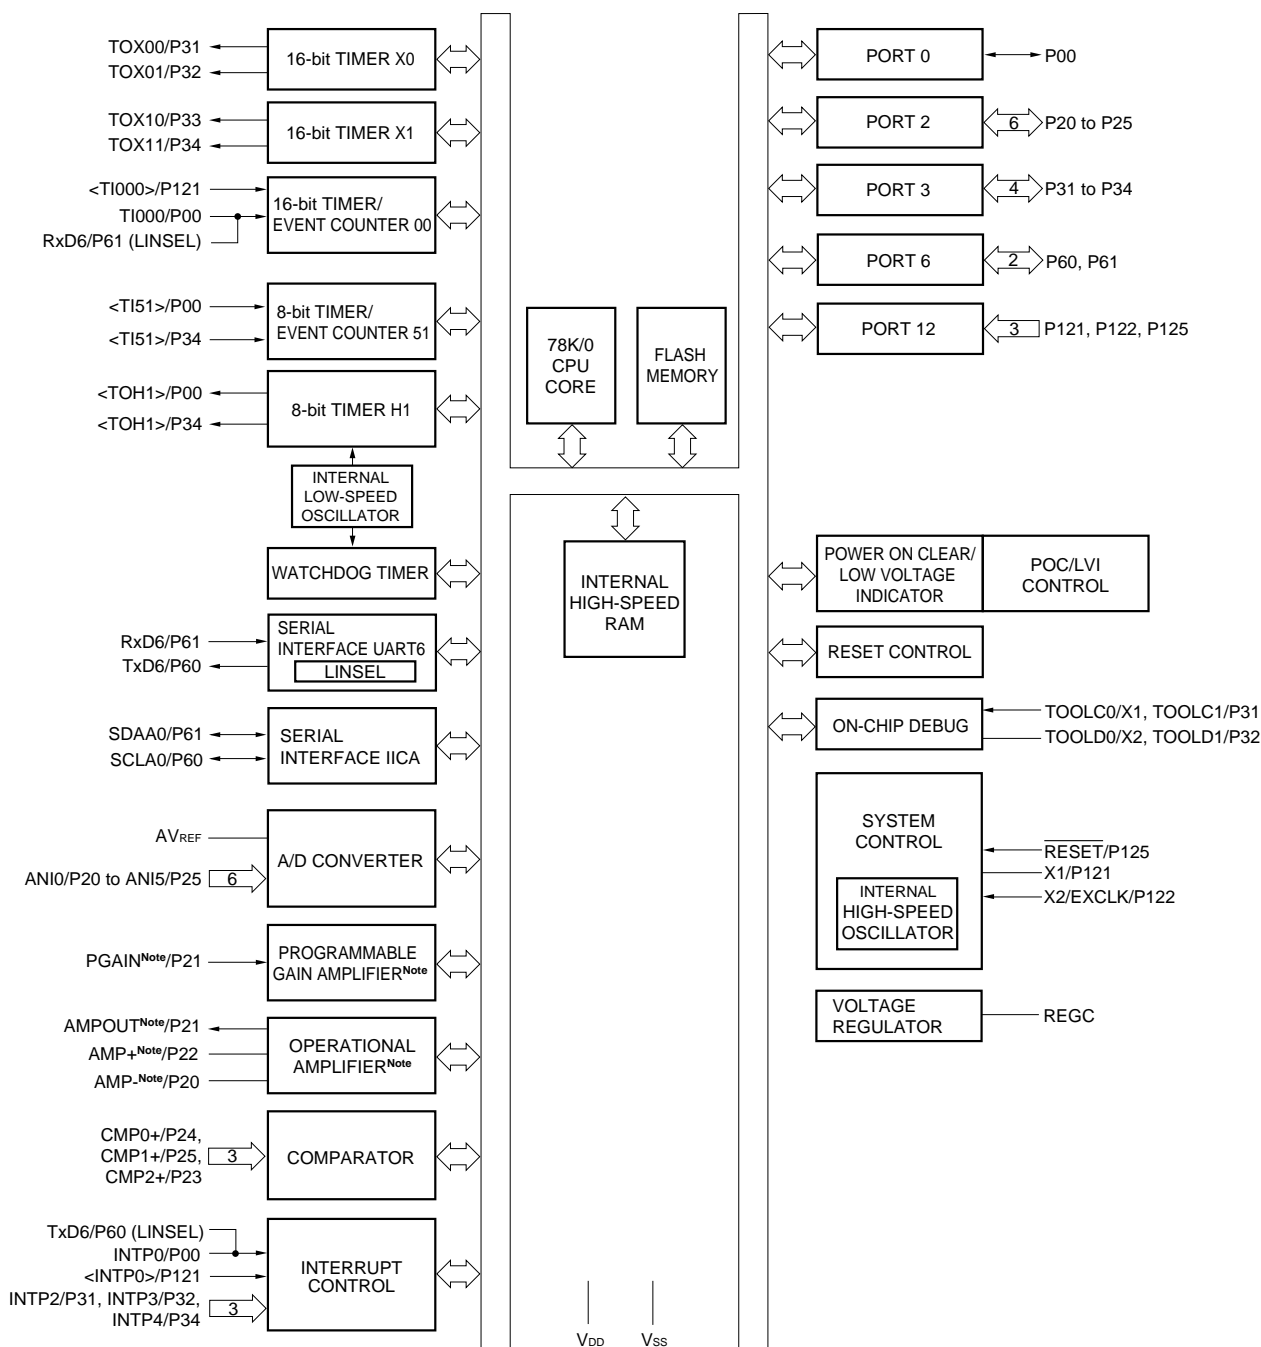 TOX00/P31
TOX01/P32
16-bit TIMER X0
TOX10/P33
TOX11/P34
16-bit TIMER X1
<TI000>/P121
TI000/P00
RxD6/P61 (LINSEL)
16-bit TIMER/
EVENT COUNTER 00
<TI51>/P00
<TI51>/P34
8-bit TIMER/
EVENT COUNTER 51
<TOH1>/P00
<TOH1>/P34
8-bit TIMER H1
INTERNAL
LOW-SPEED
OSCILLATOR
WATCHDOG TIMER
RxD6/P61
TxD6/P60
SERIAL
INTERFACE UART6
LINSEL
SDAA0/P61
SCLA0/P60
SERIAL
INTERFACE IICA
AVREF
ANI0/P20 to ANI5/P25
6
A/D CONVERTER
PGAINNote/P21
PROGRAMMABLE
GAIN AMPLIFIERNote
AMPOUTNote/P21
AMP+Note/P22
AMP-Note/P20
OPERATIONAL
AMPLIFIERNote
CMP0+/P24,
CMP1+/P25,
CMP2+/P23
3
COMPARATOR
TxD6/P60 (LINSEL)
INTP0/P00
<INTP0>/P121
INTP2/P31, INTP3/P32,
INTP4/P34
3
INTERRUPT
CONTROL
78K/0
CPU
CORE
FLASH
MEMORY
INTERNAL
HIGH-SPEED
RAM
VDD
VSS
PORT 0
P00
PORT 2
6
P20 to P25
PORT 3
4
P31 to P34
PORT 6
2
P60, P61
PORT 12
3
P121, P122, P125
POWER ON CLEAR/
LOW VOLTAGE
INDICATOR
POC/LVI
CONTROL
RESET CONTROL
ON-CHIP DEBUG
TOOLC0/X1, TOOLC1/P31
TOOLD0/X2, TOOLD1/P32
SYSTEM
CONTROL
INTERNAL
HIGH-SPEED
OSCILLATOR
RESET/P125
X1/P121
X2/EXCLK/P122
VOLTAGE
REGULATOR
REGC